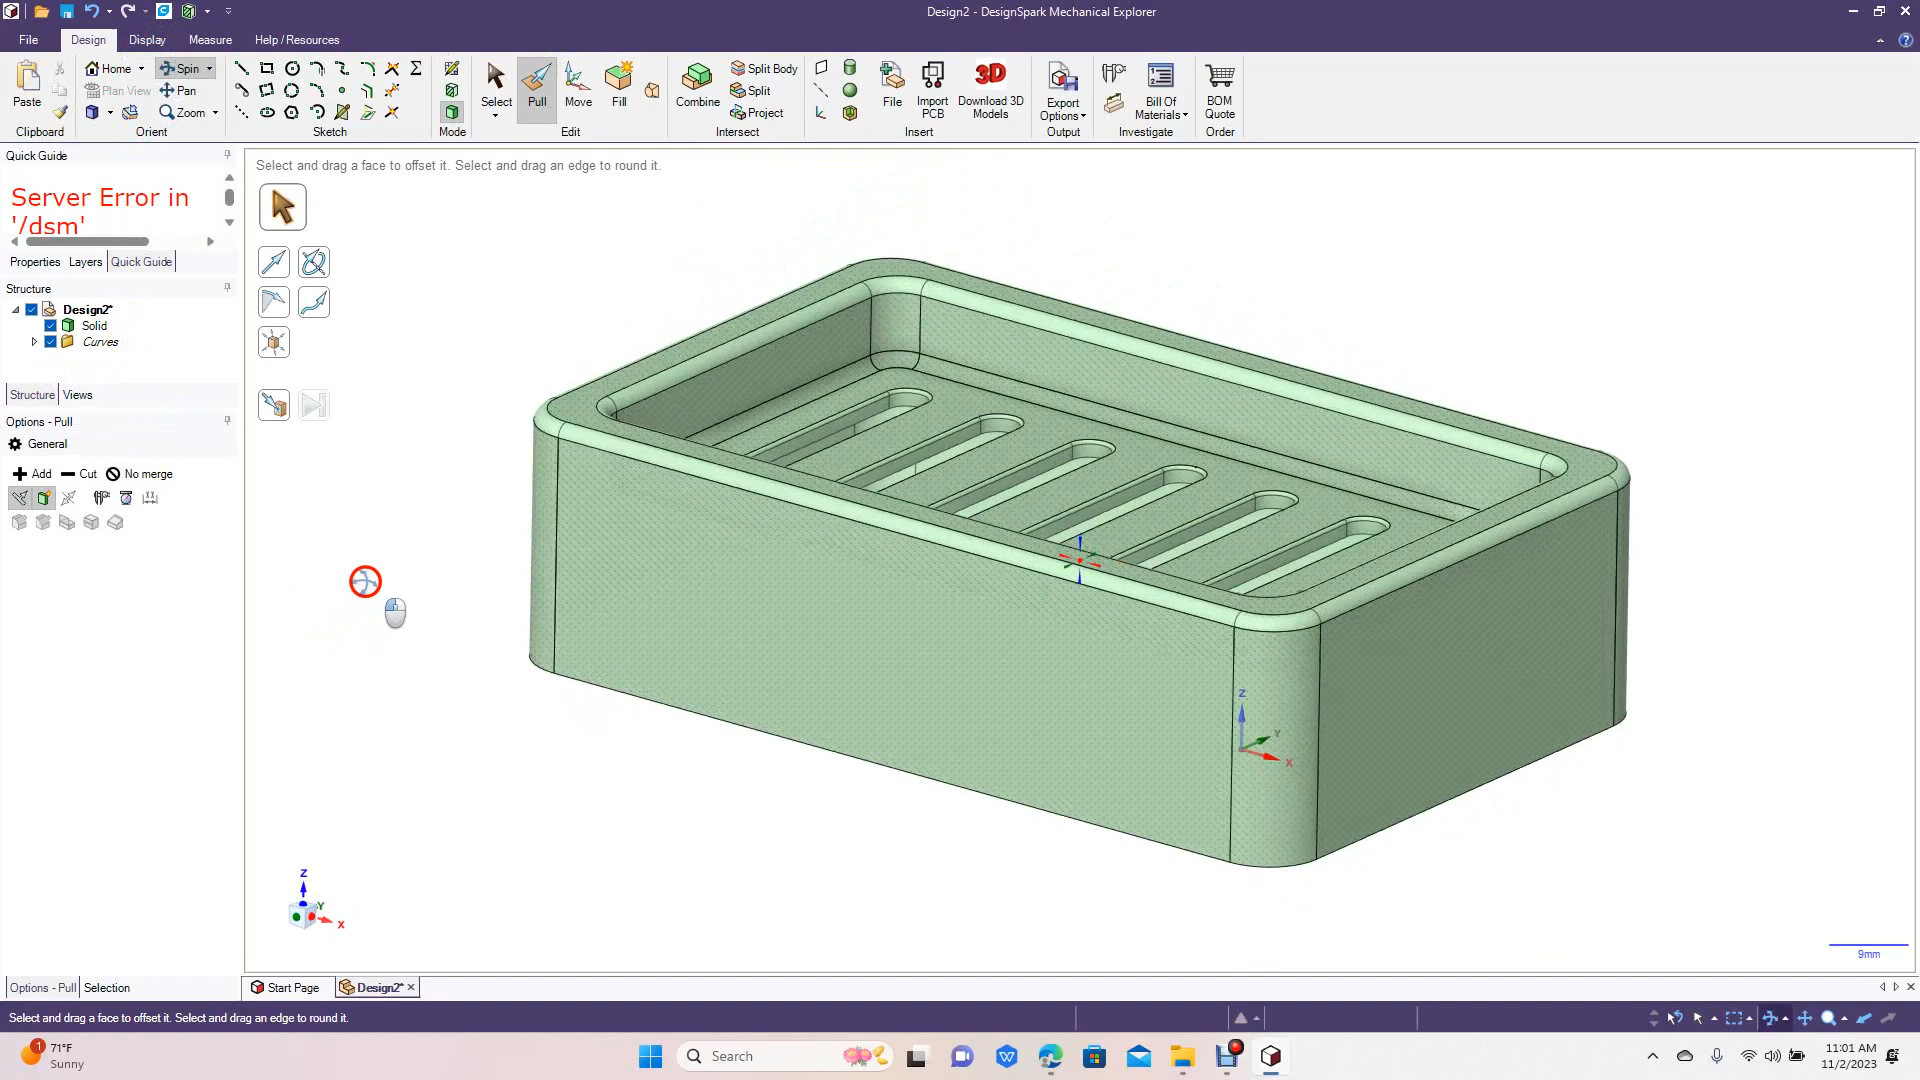 Design2 - DesignSpark Mechanical Explorer
File Design Display Measure Help / Resources
Paste
Clipboard
Home Spin
Plan View Pan
Zoom
Orient
Sketch
Mode
Select Pull Move Fill
Edit
Combine
Split Body
Split
Project
Intersect
File
Import PCB
3D
Download 3D Models
Insert
Export Options
Output
Bill Of Materials
Investigate
BOM Quote
Order
Quick Guide
Server Error in
'/dsm'
Properties Layers Quick Guide
Structure
Design2*
Solid
Curves
Structure Views
Options - Pull
General
Add Cut No merge
Select and drag a face to offset it. Select and drag an edge to round it.
Z
Y
X
Z
Y
X
9mm
Options - Pull Selection
Start Page Design2*
Select and drag a face to offset it. Select and drag an edge to round it.
1
71°F
Sunny
Search
11:01 AM
11/2/2023